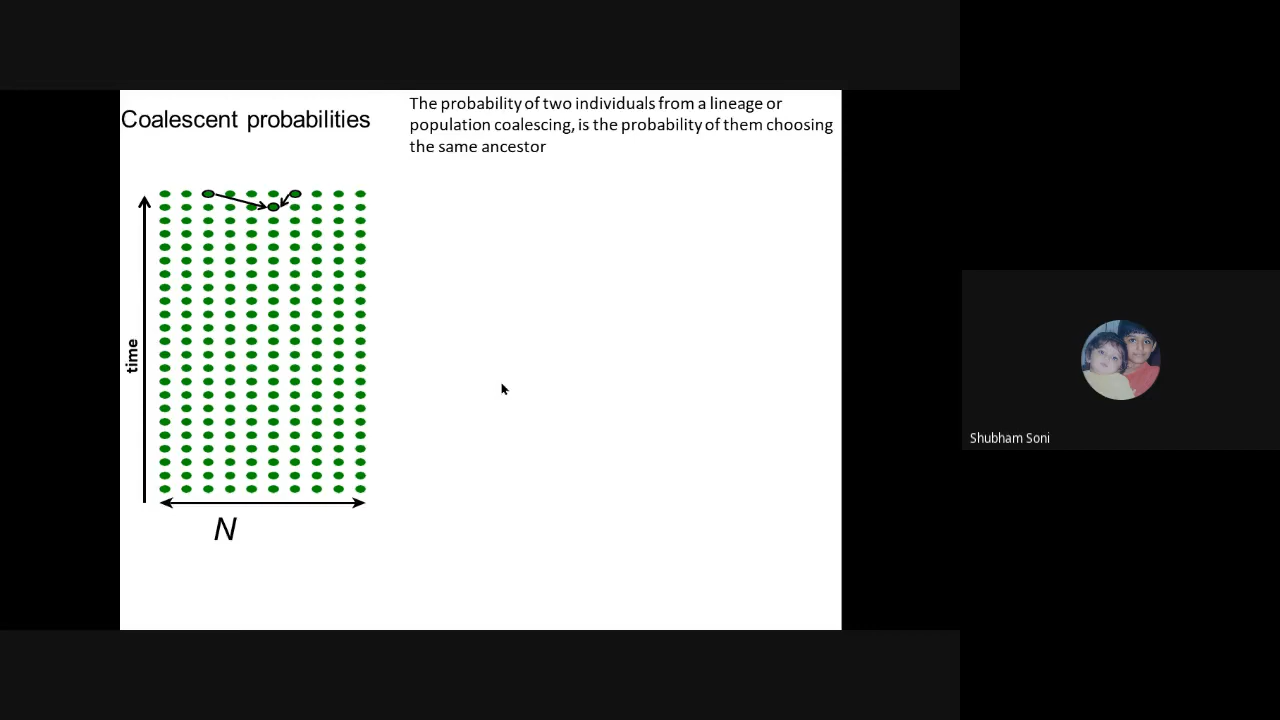 Coalescent probabilities
The probability of two individuals from a lineage or
population coalescing, is the probability of them choosing
the same ancestor
time
N
Shubham Soni